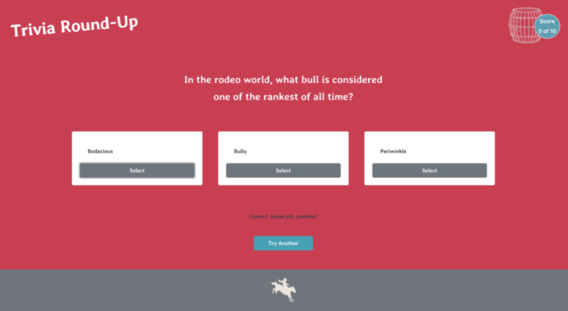 Trivia Round-Up
Score
0 of 10
In the rodeo world, what bull is considered
one of the rankest of all time?
Bodacious
Bully
Periwinkle
Select
Select
Select
Correct. Great job, pardner!
Try Another